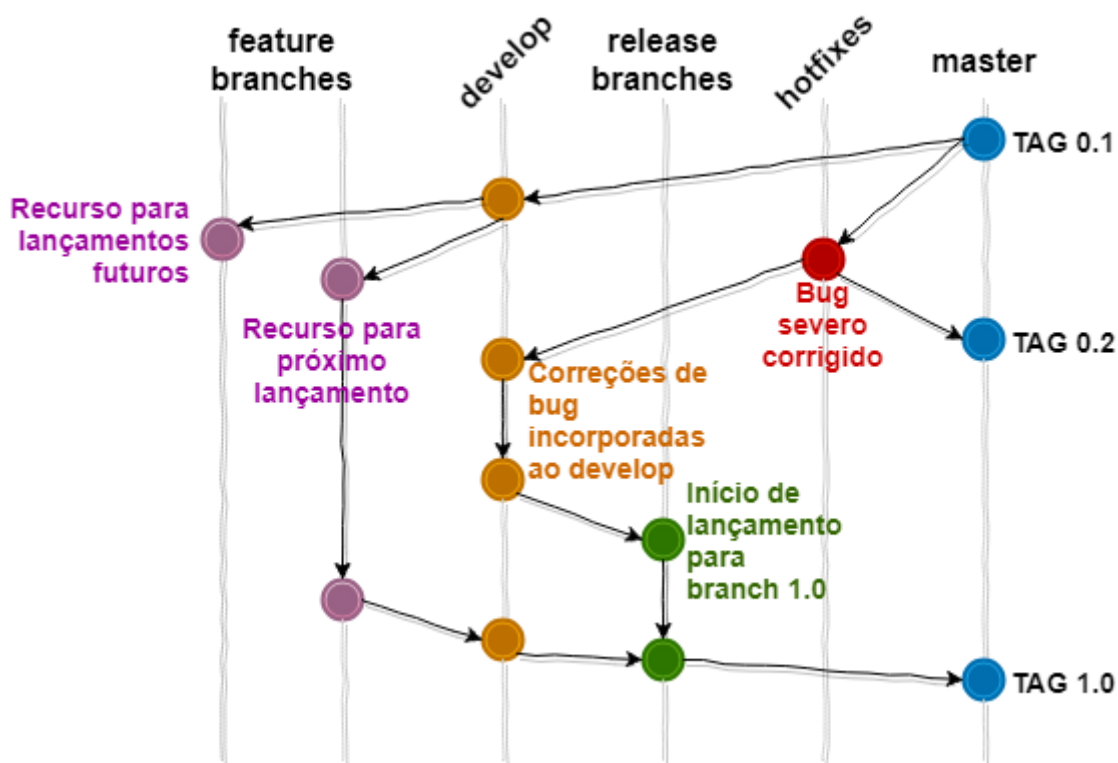 feature
branches
develop
release
branches
hotfixes
master
TAG 0.1
Recurso para
lançamentos
futuros
Bug
severo
corrigido
TAG 0.2
Recurso para
próximo
lançamento
Correções de
bug
incorporadas
ao develop
Início de
lançamento
para
branch 1.0
TAG 1.0